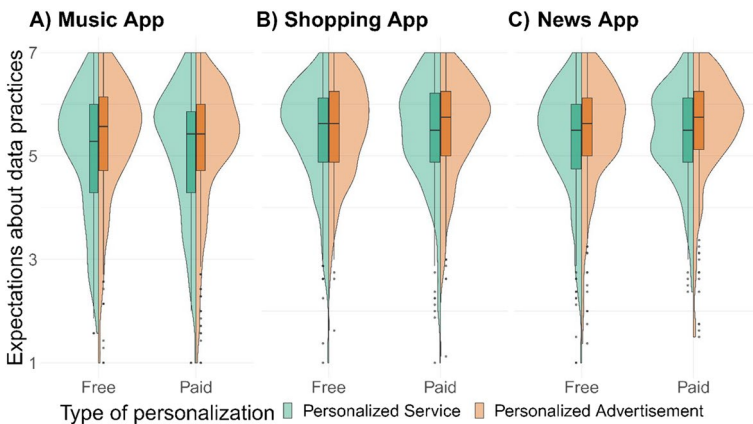 A) Music App
B) Shopping App
C) News App
Expectations about data practices
7
5
3
1
Free
Paid
Free
Paid
Free
Paid
Type of personalization
Personalized Service
Personalized Advertisement